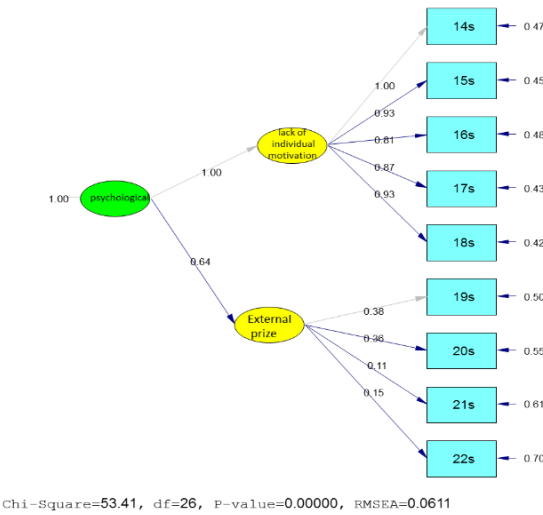 14s
0.47
1.00
15s
0.45
0.93
lack of
individual
motivation
0.81
16s
0.48
0.87
1.00
17s
0.43
0.93
1.00
psychological
18s
0.42
0.64
19s
0.50
0.38
External
prize
0.36
20s
0.55
0.11
21s
0.61
0.15
22s
0.70
Chi-Square=53.41, df=26, P-value=0.00000, RMSEA=0.0611